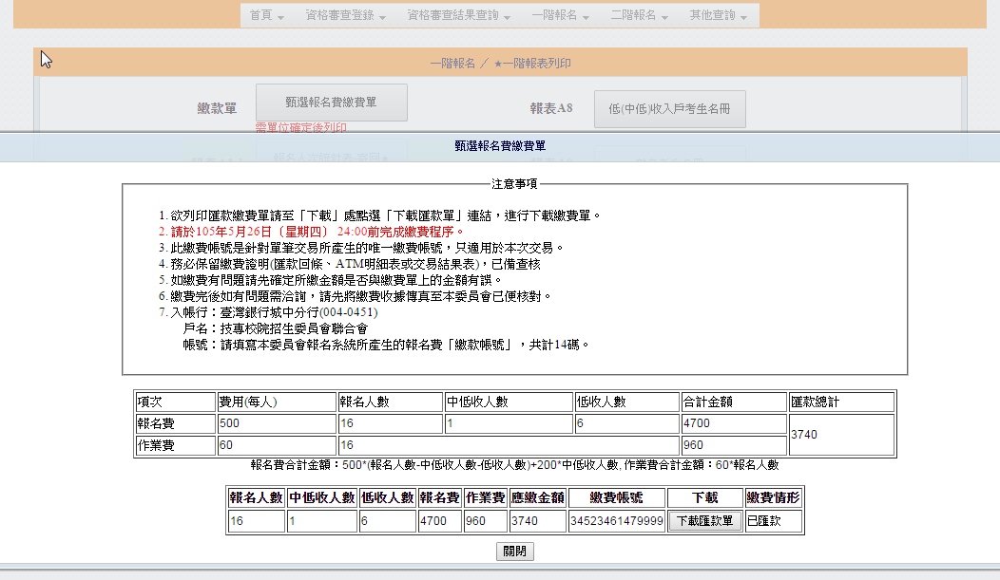 首頁 資格審查登錄 資格審查結果查詢 一階報名 二階報名 其他查詢
一階報名 ／ ★一階報表列印
繳款單 甄選報名費繳費單 報表A8 低(中低)收入戶考生名冊
需單位確定後列印
甄選報名費繳費單
注意事項
1. 欲列印匯款繳費單請至「下載」處點選「下載匯款單」連結，進行下載繳費單。
2. 請於105年5月26日〔星期四〕 24:00前完成繳費程序。
3. 此繳費帳號是針對單筆交易所產生的唯一繳費帳號，只適用於本次交易。
4. 務必保留繳費證明(匯款回條、ATM明細表或交易結果表)，已備查核
5. 如繳費有問題請先確定所繳金額是否與繳費單上的金額有誤。
6. 繳費完後如有問題需洽詢，請先將繳費收據傳真至本委員會已便核對。
7. 入帳行：臺灣銀行城中分行(004-0451)
戶名：技專校院招生委員會聯合會
帳號：請填寫本委員會報名系統所產生的報名費「繳款帳號」，共計14碼。
項次 費用(每人) 報名人數 中低收人數 低收人數 合計金額 匯款總計
報名費 500 16 1 6 4700 3740
作業費 60 16 960
報名費合計金額：500*(報名人數-中低收人數-低收人數)+200*中低收人數, 作業費合計金額：60*報名人數
報名人數 中低收人數 低收人數 報名費 作業費 應繳金額 繳費帳號 下載 繳費情形
16 1 6 4700 960 3740 34523461479999 下載匯款單 已匯款
關閉